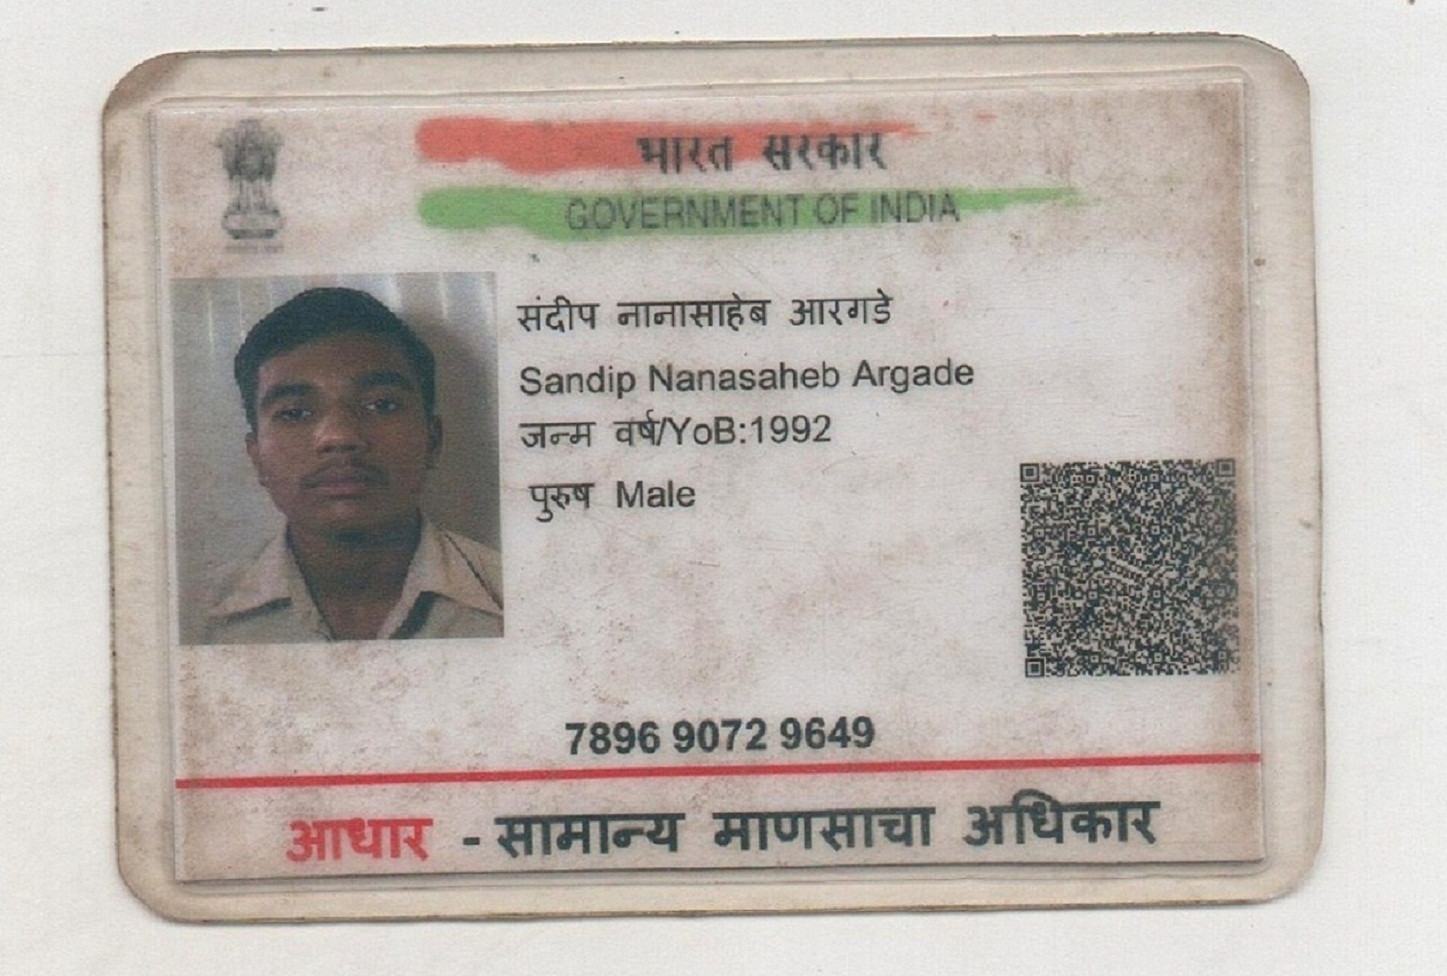 भारत सरकार
GOVERNMENT OF INDIA
संदीप नानासाहेब आरगडे
Sandip Nanasaheb Argade
जन्म वर्ष/YoB:1992
पुरुष Male
7896 9072 9649
आधार - सामान्य माणसाचा अधिकार